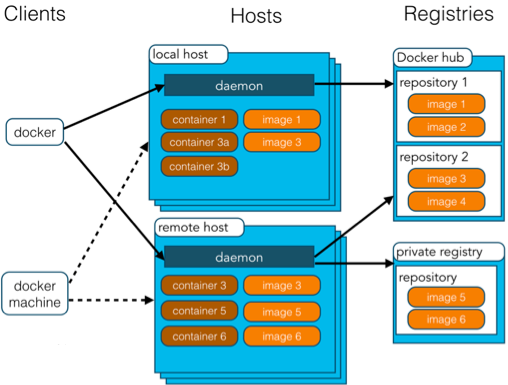 Clients
Hosts
Registries
local host
daemon
container 1
image 1
container 3a
image 3
container 3b
docker
docker
machine
remote host
daemon
container 3
image 3
container 5
image 5
container 6
image 6
Docker hub
repository 1
image 1
image 2
repository 2
image 3
image 4
private registry
repository
image 5
image 6